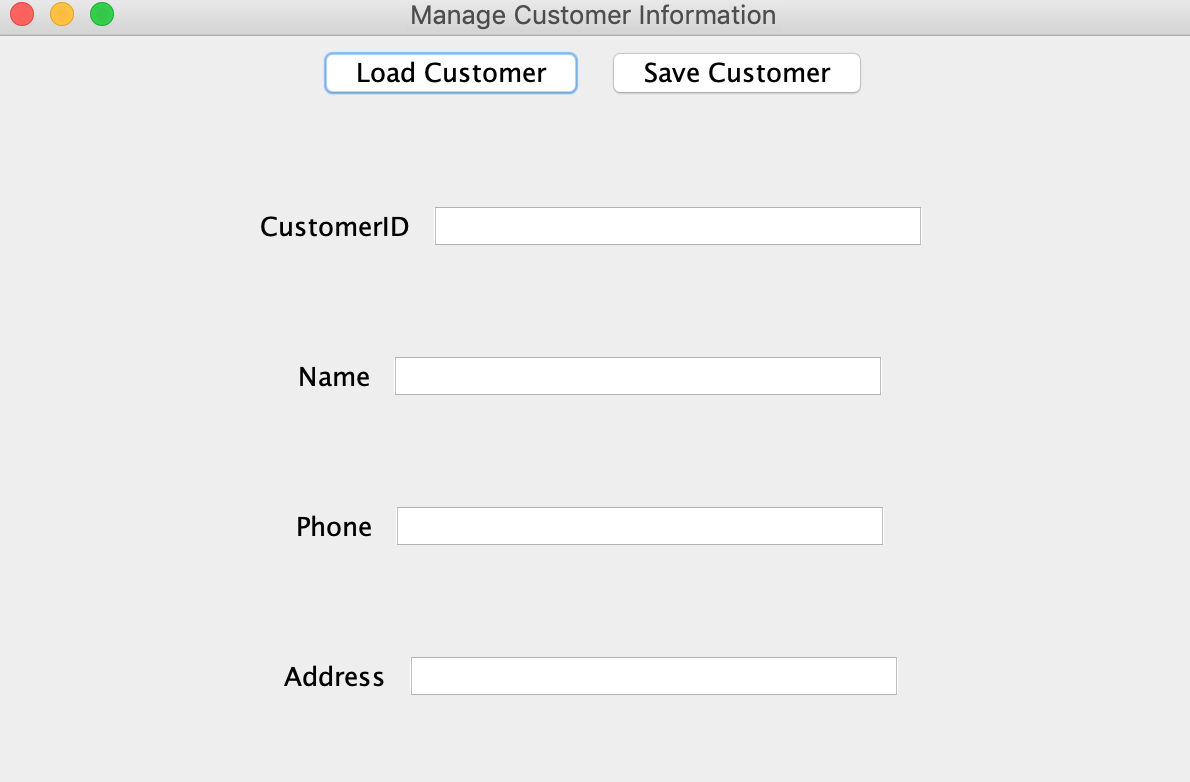 Manage Customer Information
Load Customer Save Customer
CustomerID
Name
Phone
Address